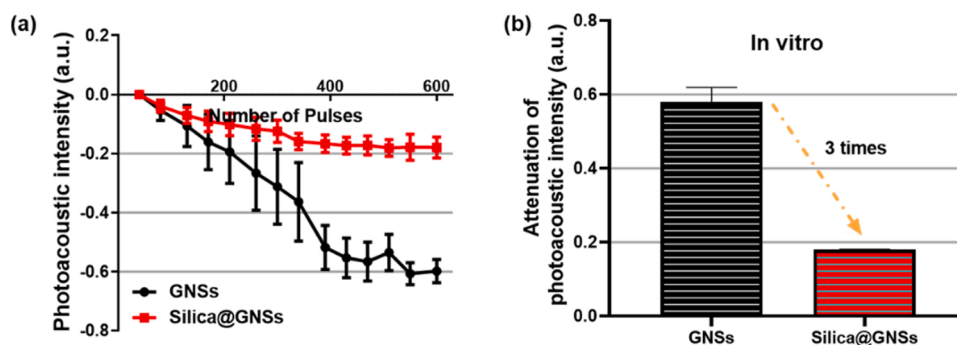 (a)
Photoacoustic intensity (a.u.)
0.2
0.0
-0.2
-0.4
-0.6
-0.8
200
400
600
Number of Pulses
GNSs
Silica@GNSs
(b)
Attenuation of
photoacoustic intensity (a.u.)
0.8
0.6
0.4
0.2
0.0
In vitro
3 times
GNSs
Silica@GNSs